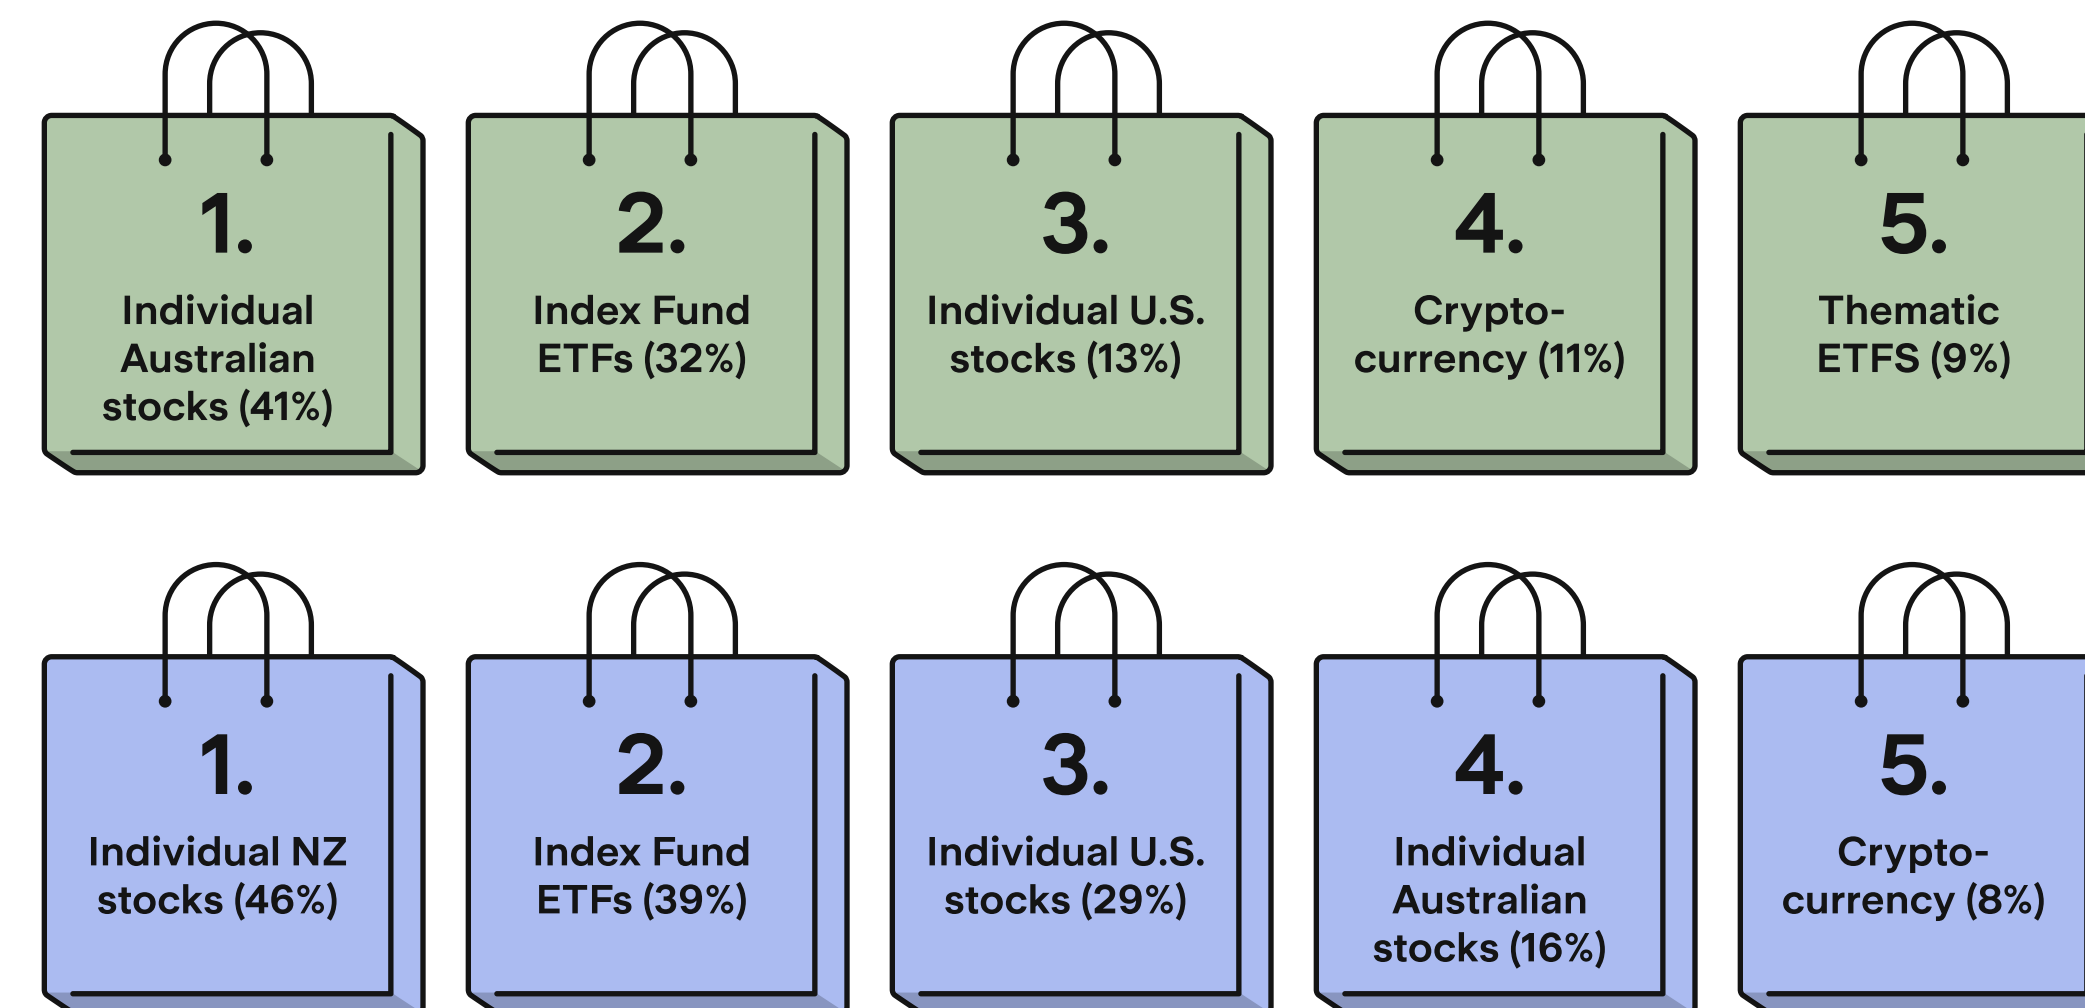 1.
Individual
Australian
stocks (41%)
2.
Index Fund
ETFs (32%)
3.
Individual U.S.
stocks (13%)
4.
Crypto-
currency (11%)
5.
Thematic
ETFS (9%)
1.
Individual NZ
stocks (46%)
2.
Index Fund
ETFs (39%)
3.
Individual U.S.
stocks (29%)
4.
Individual
Australian
stocks (16%)
5.
Crypto-
currency (8%)